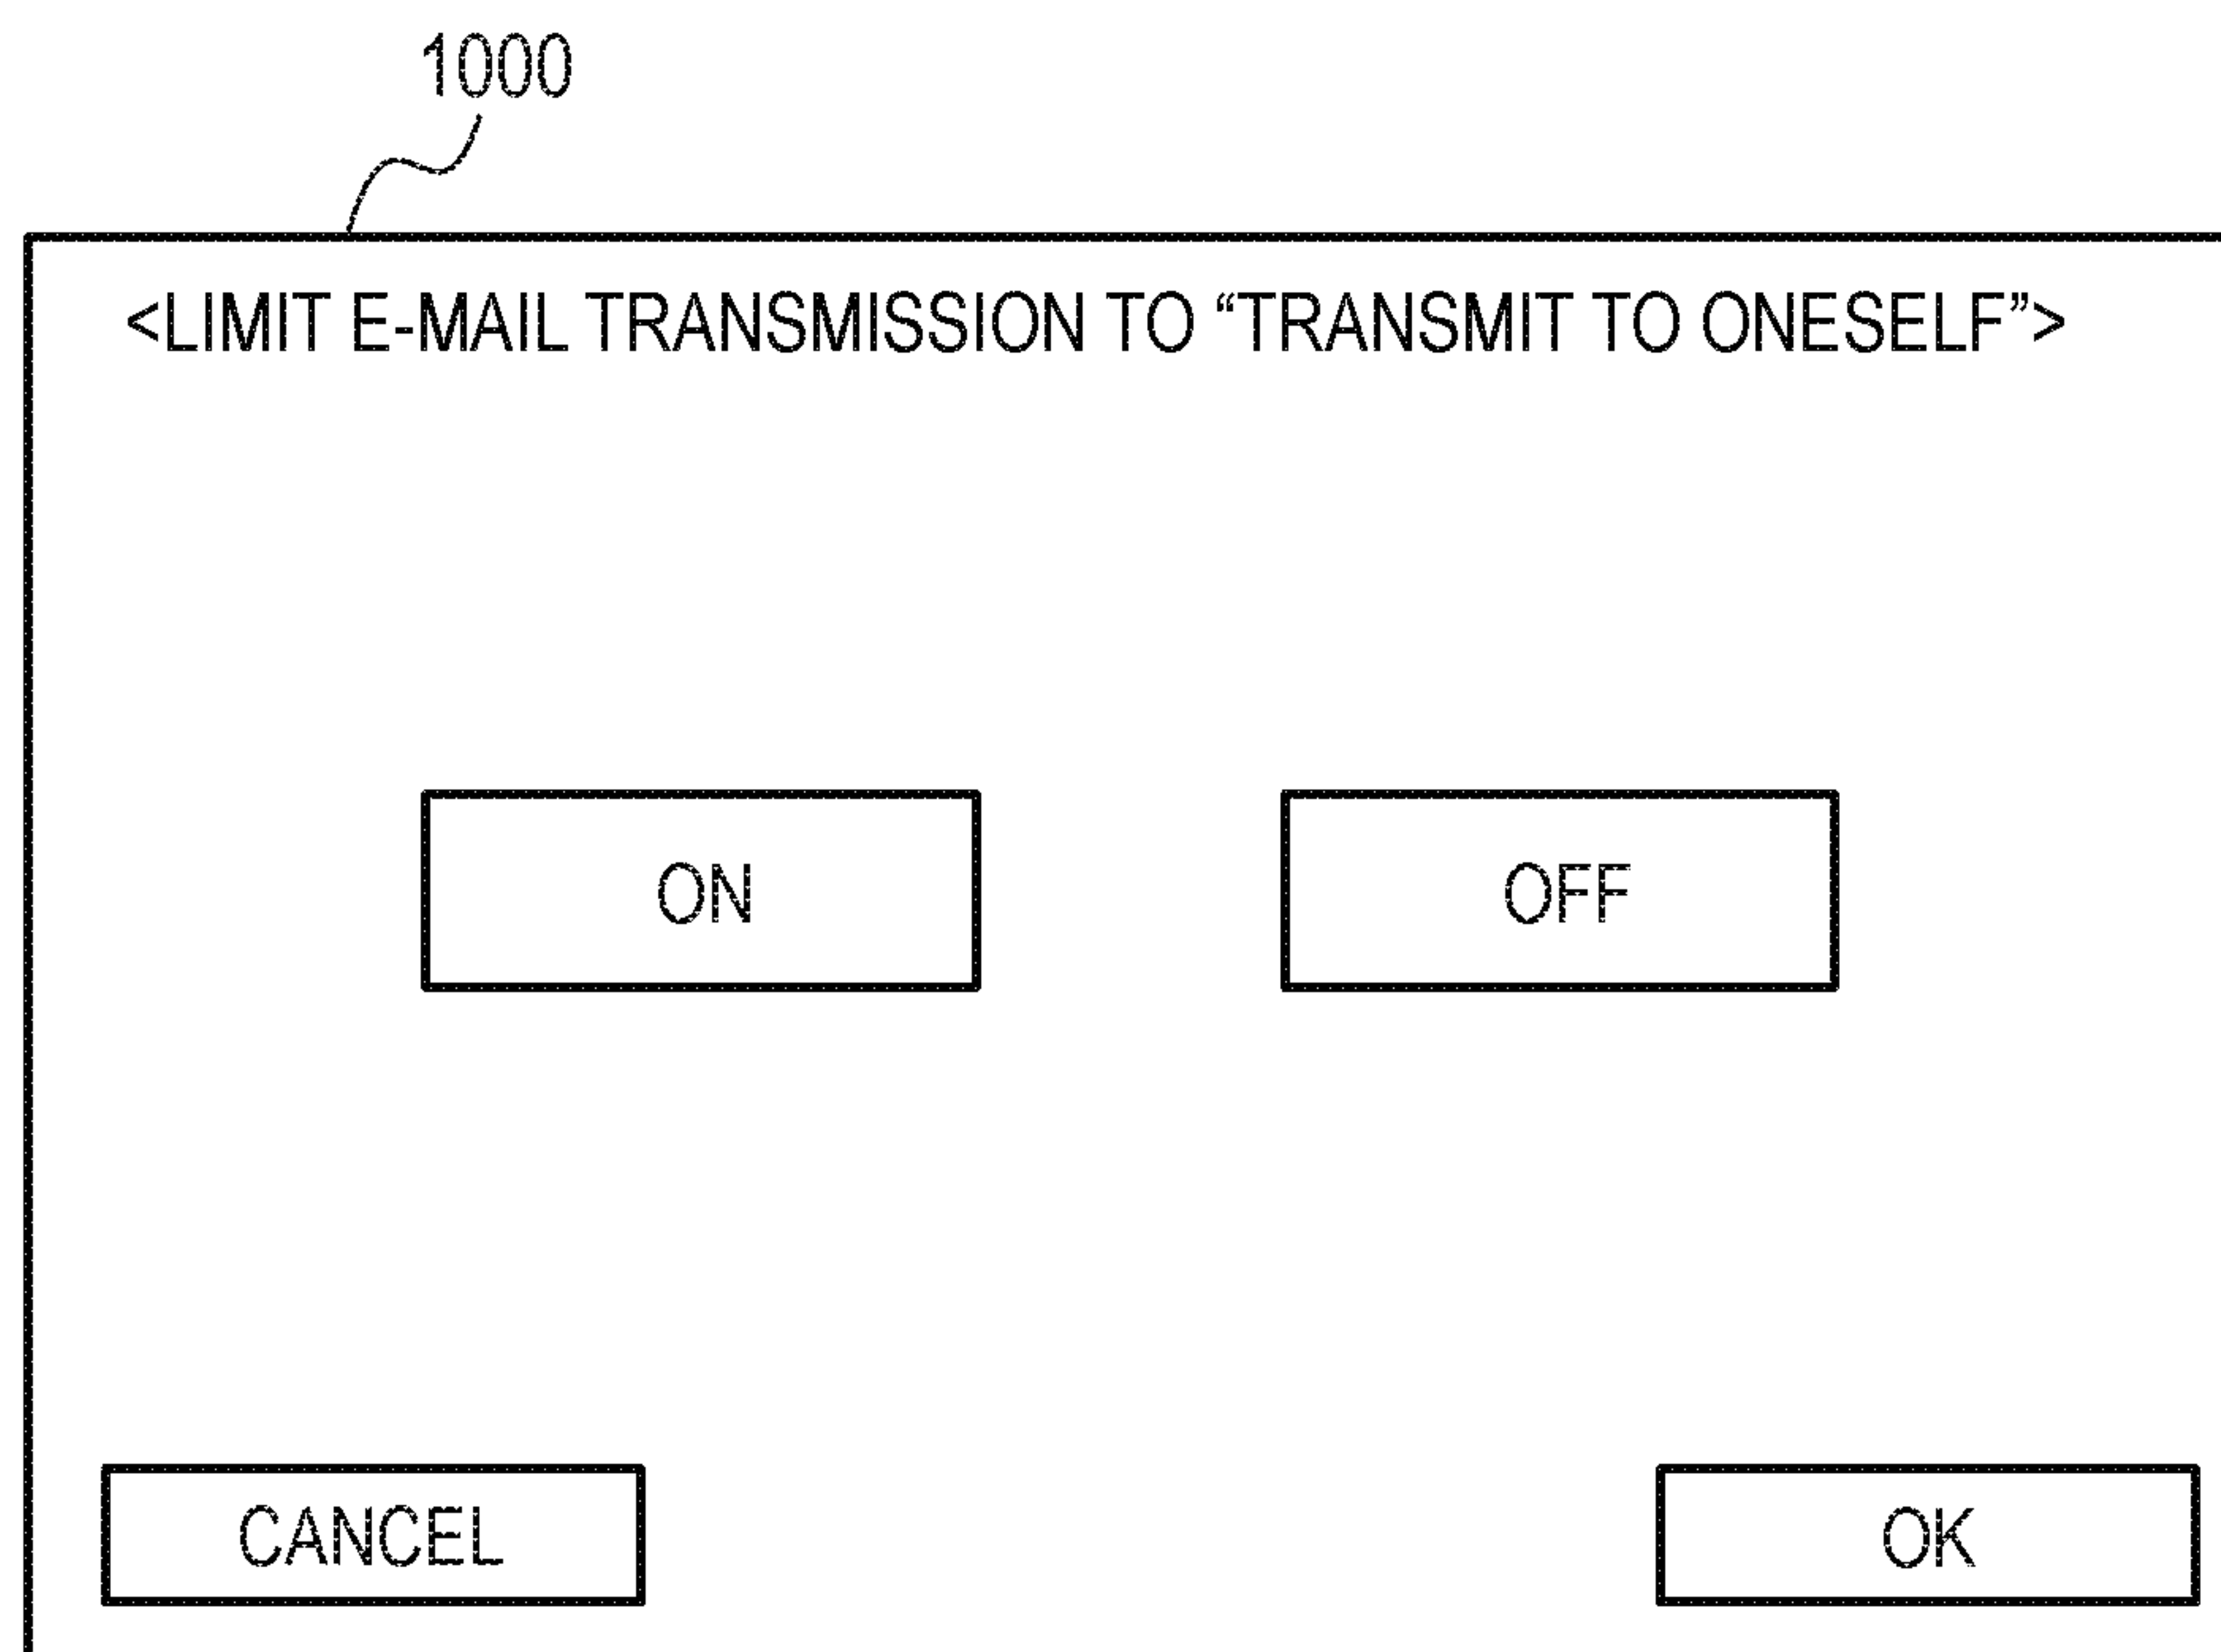 1000
<LIMIT E-MAIL TRANSMISSION TO “TRANSMIT TO ONESELF”>
ON OFF
CANCEL OK